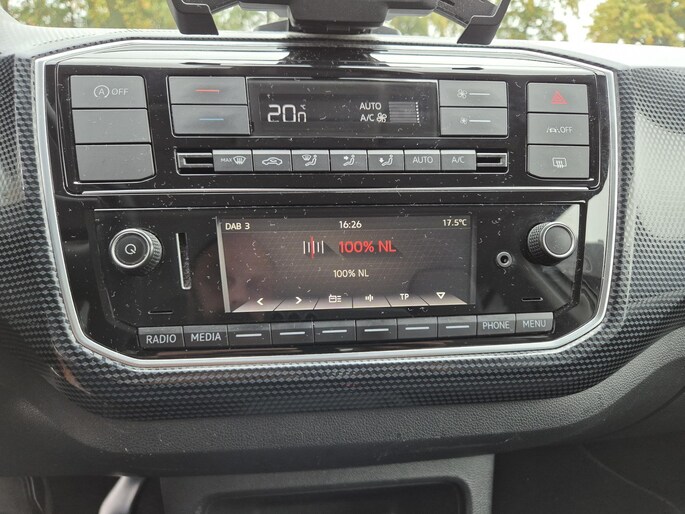 A OFF
20
AUTO
A/C
OFF
MAX
AUTO
A/C
DAB 3
16:26
17.5°C
100% NL
100% NL
TP
RADIO
MEDIA
PHONE
MENU